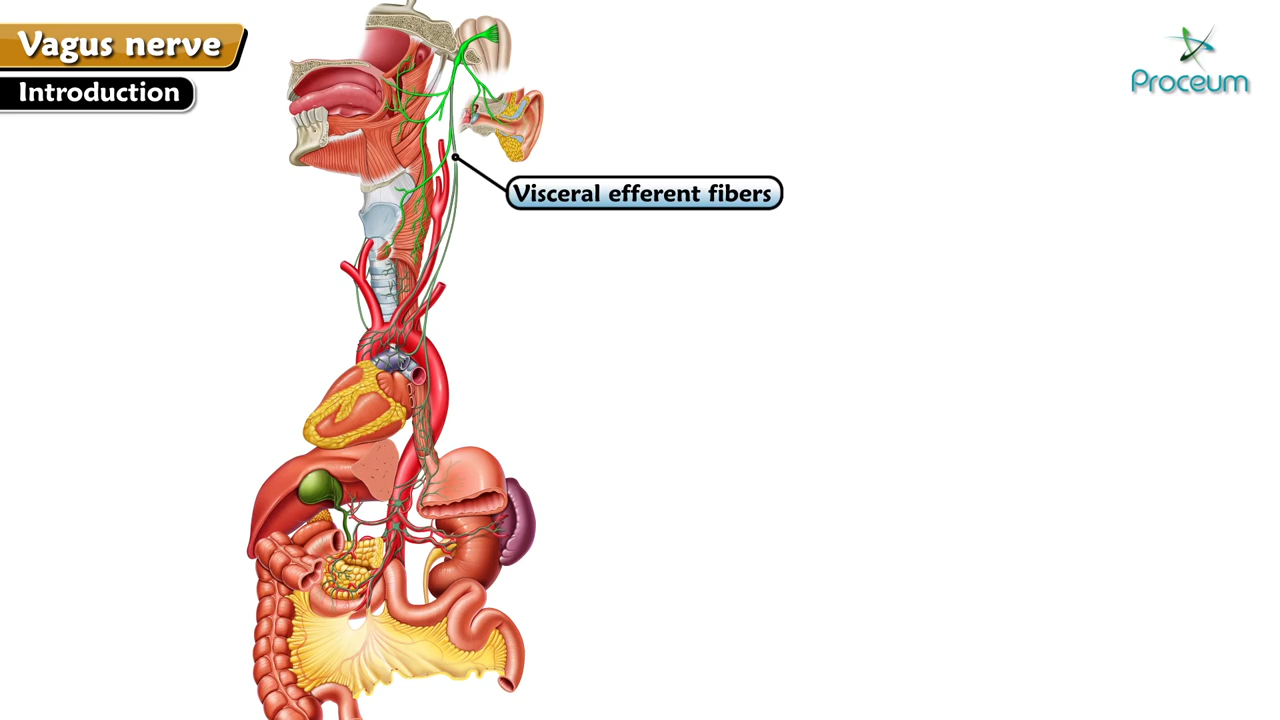 Vagus nerve
Introduction
Proceum
Visceral efferent fibers